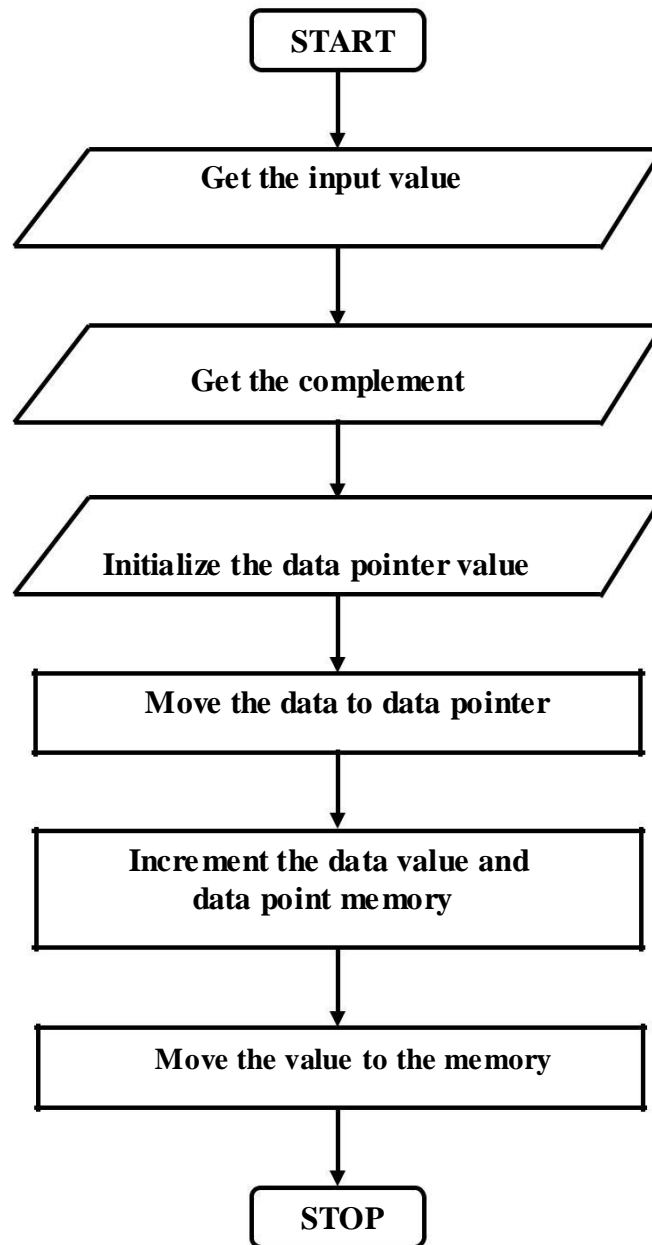 START
Get the input value
Get the complement
Initialize the data pointer value
Move the data to data pointer
Increment the data value and
data point memory
Move the value to the memory
STOP